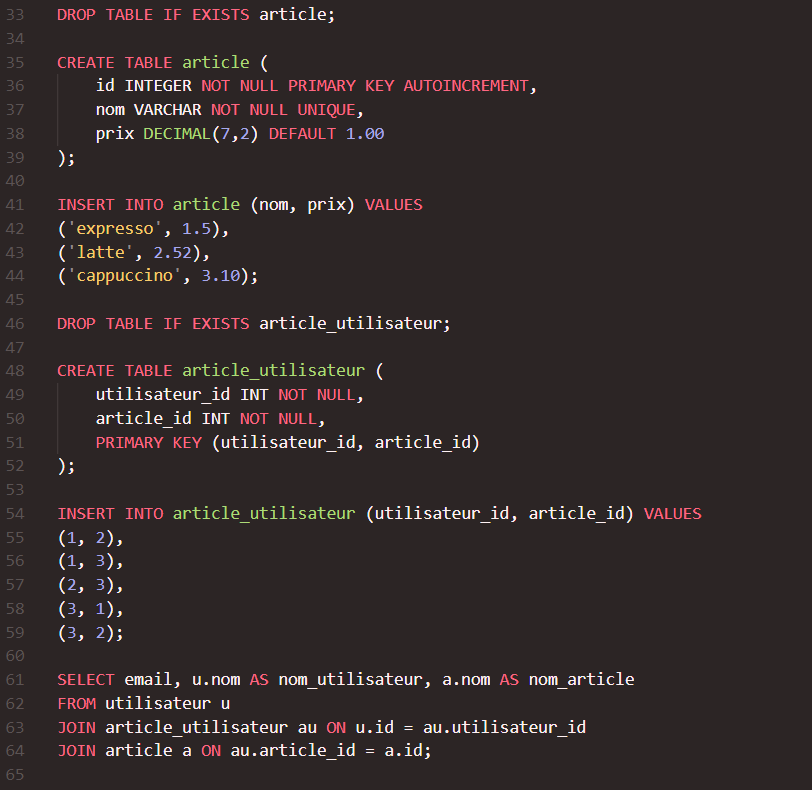 33 DROP TABLE IF EXISTS article;
34
35 CREATE TABLE article (
36     id INTEGER NOT NULL PRIMARY KEY AUTOINCREMENT,
37     nom VARCHAR NOT NULL UNIQUE,
38     prix DECIMAL(7,2) DEFAULT 1.00
39 );
40
41 INSERT INTO article (nom, prix) VALUES
42 ('expresso', 1.5),
43 ('latte', 2.52),
44 ('cappuccino', 3.10);
45
46 DROP TABLE IF EXISTS article_utilisateur;
47
48 CREATE TABLE article_utilisateur (
49     utilisateur_id INT NOT NULL,
50     article_id INT NOT NULL,
51     PRIMARY KEY (utilisateur_id, article_id)
52 );
53
54 INSERT INTO article_utilisateur (utilisateur_id, article_id) VALUES
55 (1, 2),
56 (1, 3),
57 (2, 3),
58 (3, 1),
59 (3, 2);
60
61 SELECT email, u.nom AS nom_utilisateur, a.nom AS nom_article
62 FROM utilisateur u
63 JOIN article_utilisateur au ON u.id = au.utilisateur_id
64 JOIN article a ON au.article_id = a.id;
65